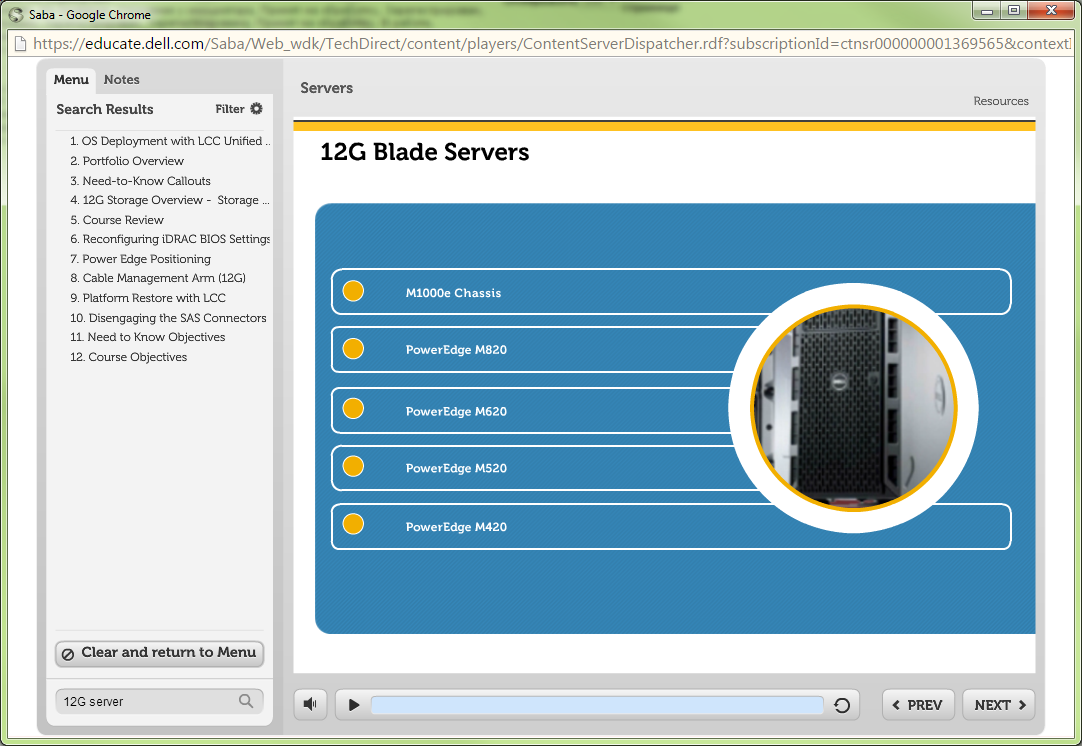 Saba - Google Chrome
https://educate.dell.com/Saba/Web_wdk/TechDirect/content/players/ContentServerDispatcher.rdf?subscriptionId=ctnsr000000001369565&context
Menu
Notes
Search Results
Filter
1. OS Deployment with LCC Unified ..
2. Portfolio Overview
3. Need-to-Know Callouts
4. 12G Storage Overview - Storage ...
5. Course Review
6. Reconfiguring iDRAC BIOS Settings
7. Power Edge Positioning
8. Cable Management Arm (12G)
9. Platform Restore with LCC
10. Disengaging the SAS Connectors
11. Need to Know Objectives
12. Course Objectives
Clear and return to Menu
12G server
Servers
Resources
12G Blade Servers
M1000e Chassis
PowerEdge M820
PowerEdge M620
PowerEdge M520
PowerEdge M420
PREV
NEXT